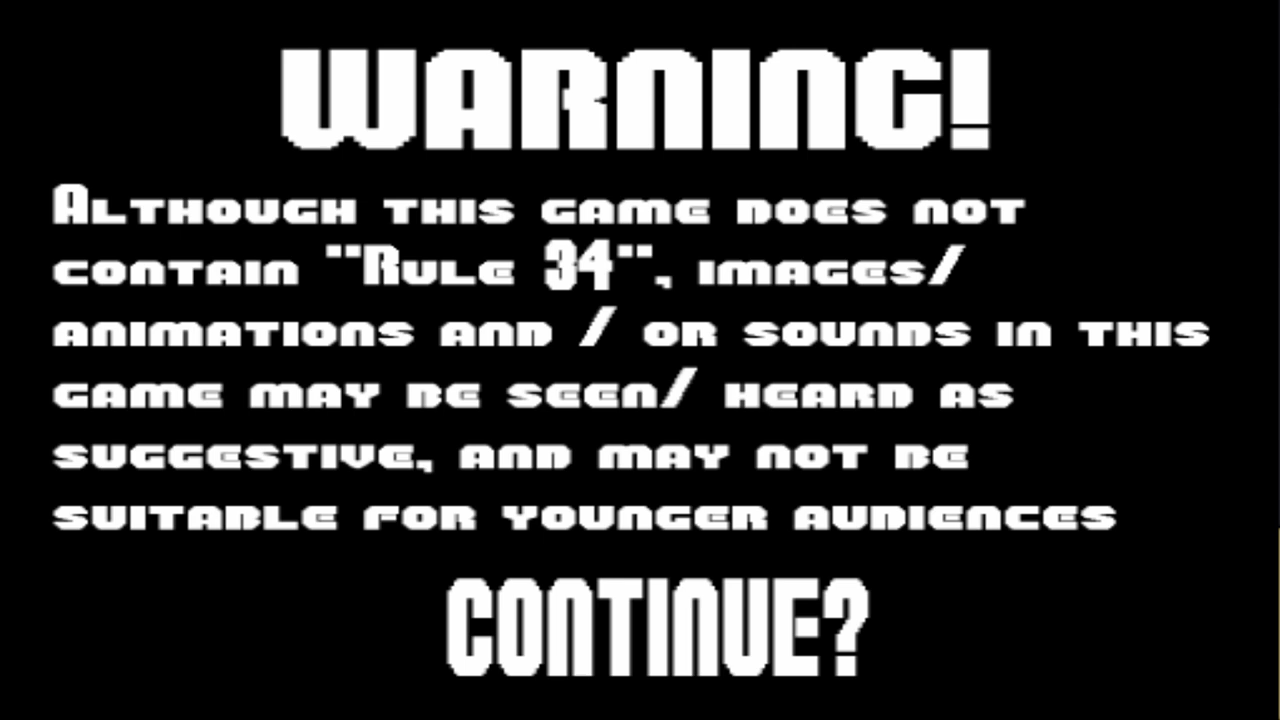 WARNING!
Although this game does not
contain "Rule 34", images/
animations and / or sounds in this
game may be seen/ heard as
suggestive, and may not be
suitable for younger audiences
CONTINUE?